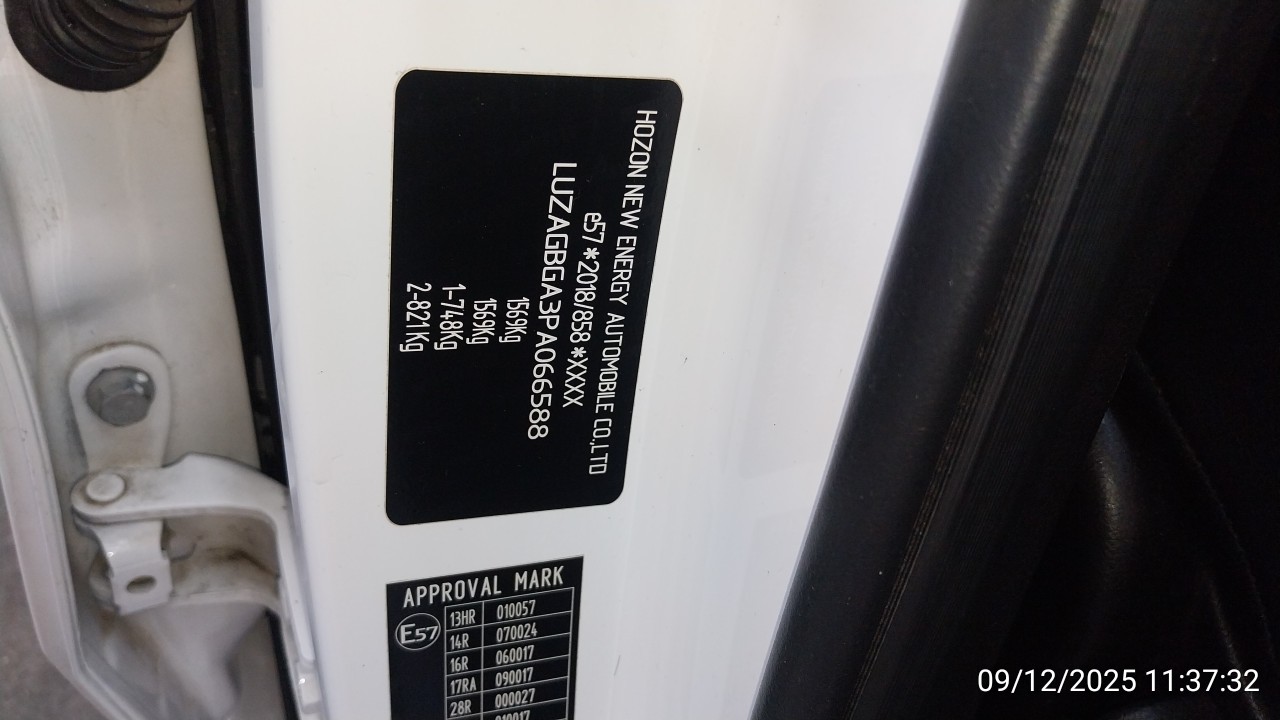 HOZON NEW ENERGY AUTOMOBILE CO.,LTD
e57*2018/858*XXXX
LUZAGBGA3PA066588
1569Kg
1569Kg
1-748Kg
2-821Kg
APPROVAL MARK
E57
13HR 010057
14R 070024
16R 060017
17RA 090017
28R 000027
09/12/2025 11:37:32